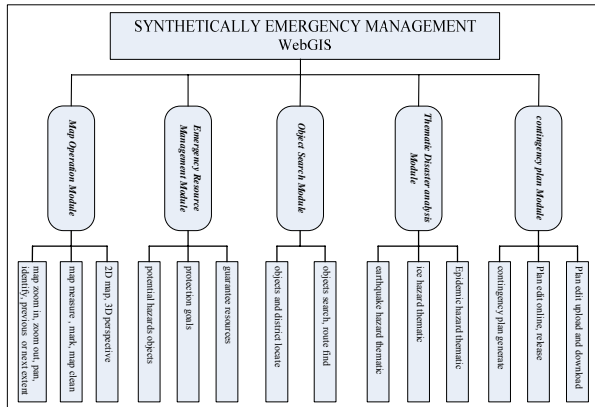 SYNTHETICALLY EMERGENCY MANAGEMENT
WebGIS
Map Operation Module
Emergency Resource
Management Module
Object Search Module
Thematic Disaster analysis
Module
contingency plan Module
map zoom in, zoom out, pan,
identify, previous or next extent
map measure , mark, map clean
2D map, 3D perspective
potential hazards objects
protection goals
guarantee resources
objects and district locate
objects search, route find
earthquake hazard thematic
ice hazard thematic
Epidemic hazard thematic
contingency plan generate
Plan edit online, release
Plan edit upload and download